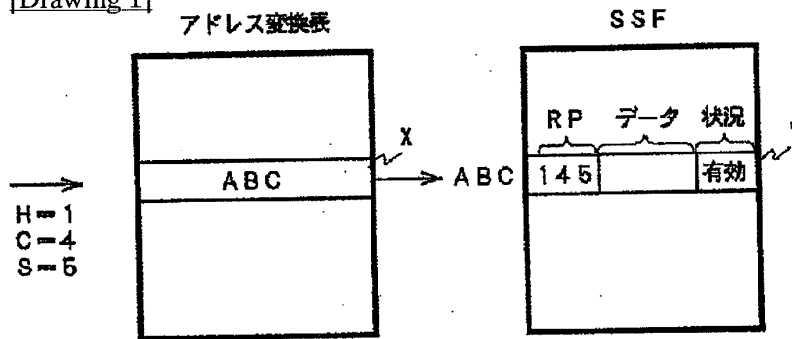 [Drawing 1]
アドレス変換表
SSF
RP データ 状況
X
ABC
ABC 145 有効
H=1
C=4
S=5